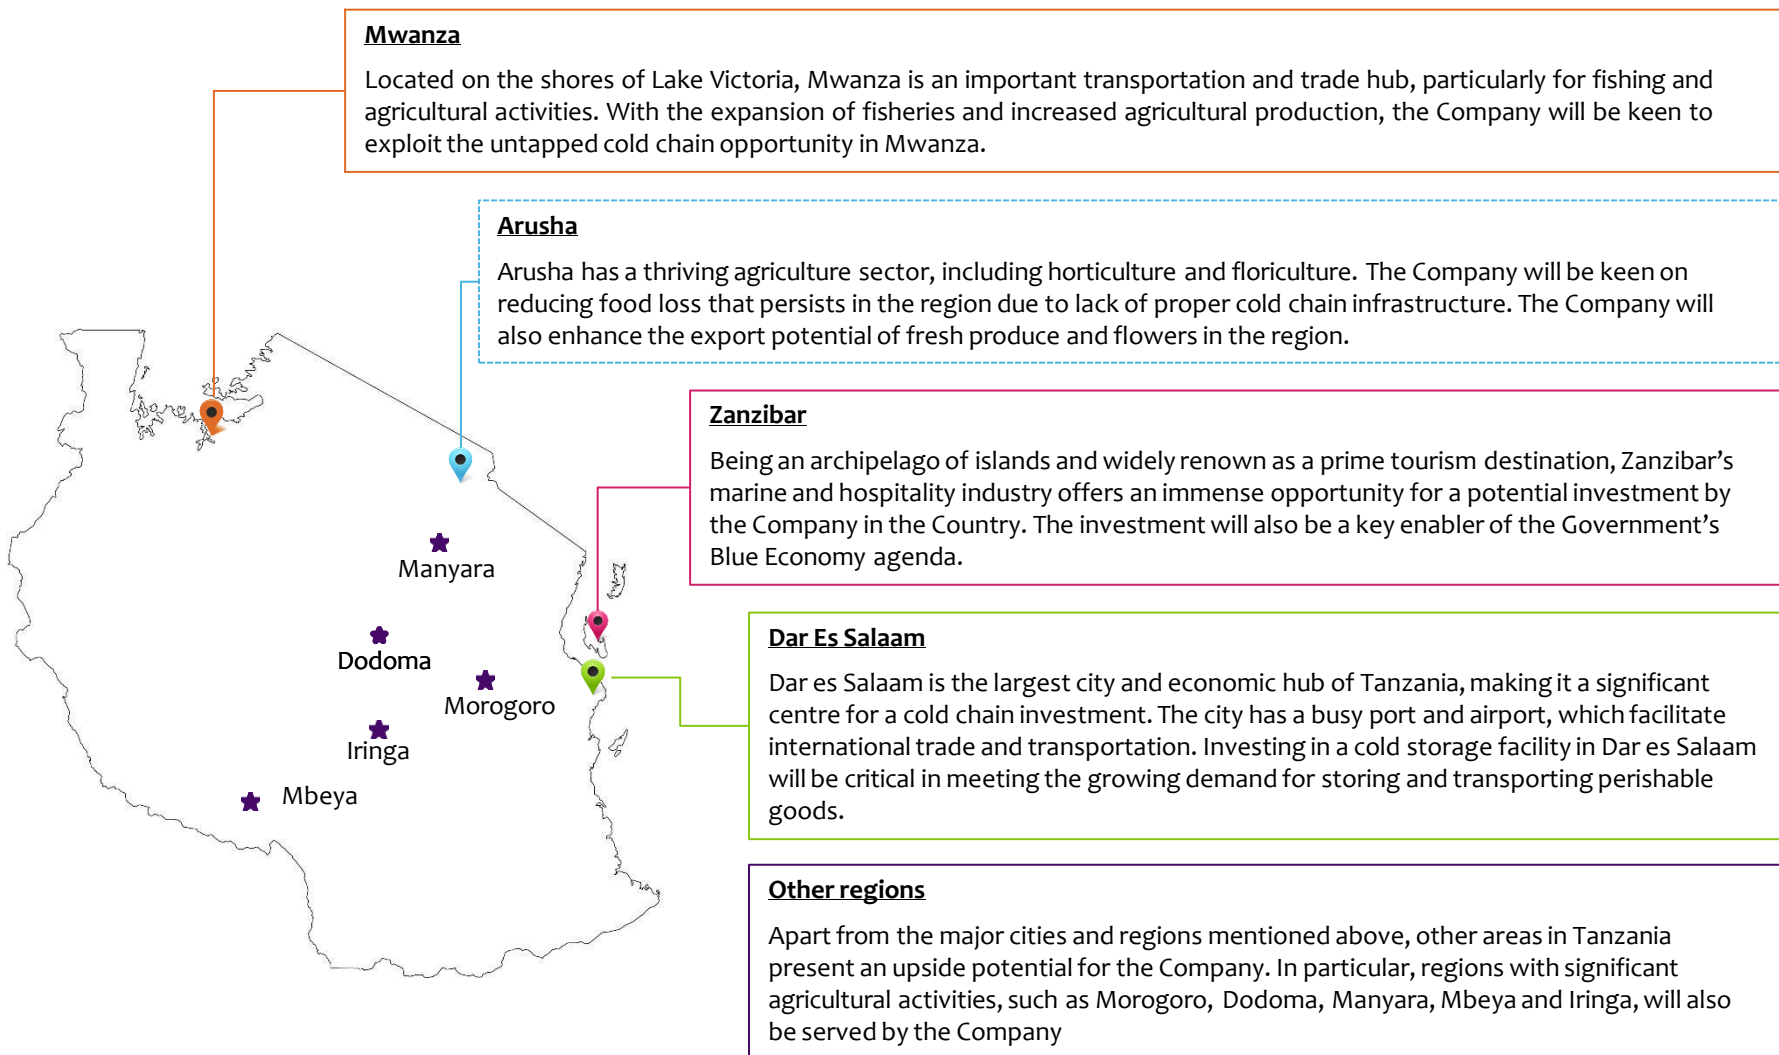 Mwanza
Located on the shores of Lake Victoria, Mwanza is an important transportation and trade hub, particularly for fishing and
agricultural activities. With the expansion of fisheries and increased agricultural production, the Company will be keen to
exploit the untapped cold chain opportunity in Mwanza.
Arusha
Arusha has a thriving agriculture sector, including horticulture and floriculture. The Company will be keen on
reducing food loss that persists in the region due to lack of proper cold chain infrastructure. The Company will
also enhance the export potential of fresh produce and flowers in the region.
Zanzibar
Being an archipelago of islands and widely renown as a prime tourism destination, Zanzibar’s
marine and hospitality industry offers an immense opportunity for a potential investment by
the Company in the Country. The investment will also be a key enabler of the Government’s
Blue Economy agenda.
Manyara
Dodoma
Morogoro
Iringa
Mbeya
Dar Es Salaam
Dar es Salaam is the largest city and economic hub of Tanzania, making it a significant
centre for a cold chain investment. The city has a busy port and airport, which facilitate
international trade and transportation. Investing in a cold storage facility in Dar es Salaam
will be critical in meeting the growing demand for storing and transporting perishable
goods.
Other regions
Apart from the major cities and regions mentioned above, other areas in Tanzania
present an upside potential for the Company. In particular, regions with significant
agricultural activities, such as Morogoro, Dodoma, Manyara, Mbeya and Iringa, will also
be served by the Company